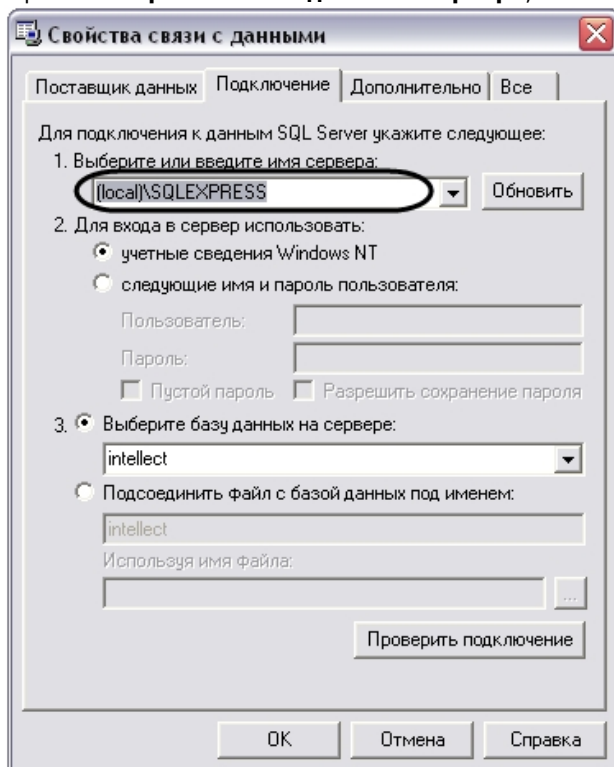 Свойства связи с данными
Поставщик данных Подключение Дополнительно Все
Для подключения к данным SQL Server укажите следующее:
1. Выберите или введите имя сервера:
(local)\SQLEXPRESS Обновить
2. Для входа в сервер использовать:
учетные сведения Windows NT
следующие имя и пароль пользователя:
Пользователь:
Пароль:
Пустой пароль Разрешить сохранение пароля
3. Выберите базу данных на сервере:
intellect
Подсоединить файл с базой данных под именем:
intellect
Используя имя файла:
...
Проверить подключение
OK Отмена Справка